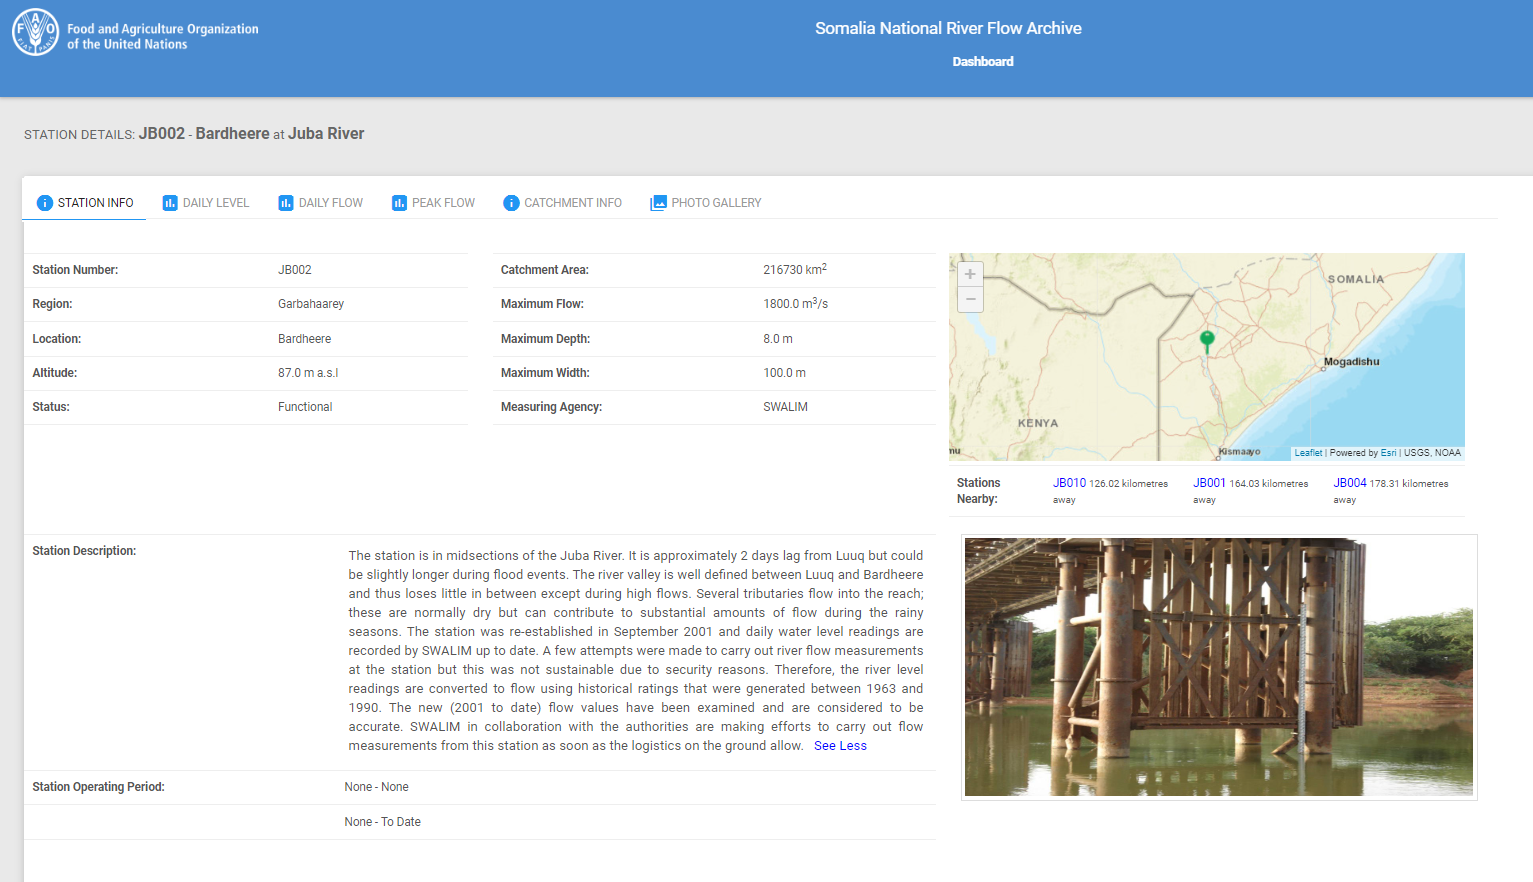 Food and Agriculture Organization
of the United Nations
Somalia National River Flow Archive
Dashboard
STATION DETAILS: JB002 - Bardheere at Juba River
STATION INFO DAILY LEVEL DAILY FLOW PEAK FLOW CATCHMENT INFO PHOTO GALLERY
Station Number: JB002
Region: Garbahaarey
Location: Bardheere
Altitude: 87.0 m a.s.l
Status: Functional
Catchment Area: 216730 km²
Maximum Flow: 1800.0 m³/s
Maximum Depth: 8.0 m
Maximum Width: 100.0 m
Measuring Agency: SWALIM
+
−
SOMALIA
Mogadishu
KENYA
mu
Kismaayo
Leaflet | Powered by Esri | USGS, NOAA
Stations Nearby:
JB010 126.02 kilometres away
JB001 164.03 kilometres away
JB004 178.31 kilometres away
Station Description:
The station is in midsections of the Juba River. It is approximately 2 days lag from Luuq but could
be slightly longer during flood events. The river valley is well defined between Luuq and Bardheere
and thus loses little in between except during high flows. Several tributaries flow into the reach;
these are normally dry but can contribute to substantial amounts of flow during the rainy
seasons. The station was re-established in September 2001 and daily water level readings are
recorded by SWALIM up to date. A few attempts were made to carry out river flow measurements
at the station but this was not sustainable due to security reasons. Therefore, the river level
readings are converted to flow using historical ratings that were generated between 1963 and
1990. The new (2001 to date) flow values have been examined and are considered to be
accurate. SWALIM in collaboration with the authorities are making efforts to carry out flow
measurements from this station as soon as the logistics on the ground allow. See Less
Station Operating Period: None - None
None - To Date